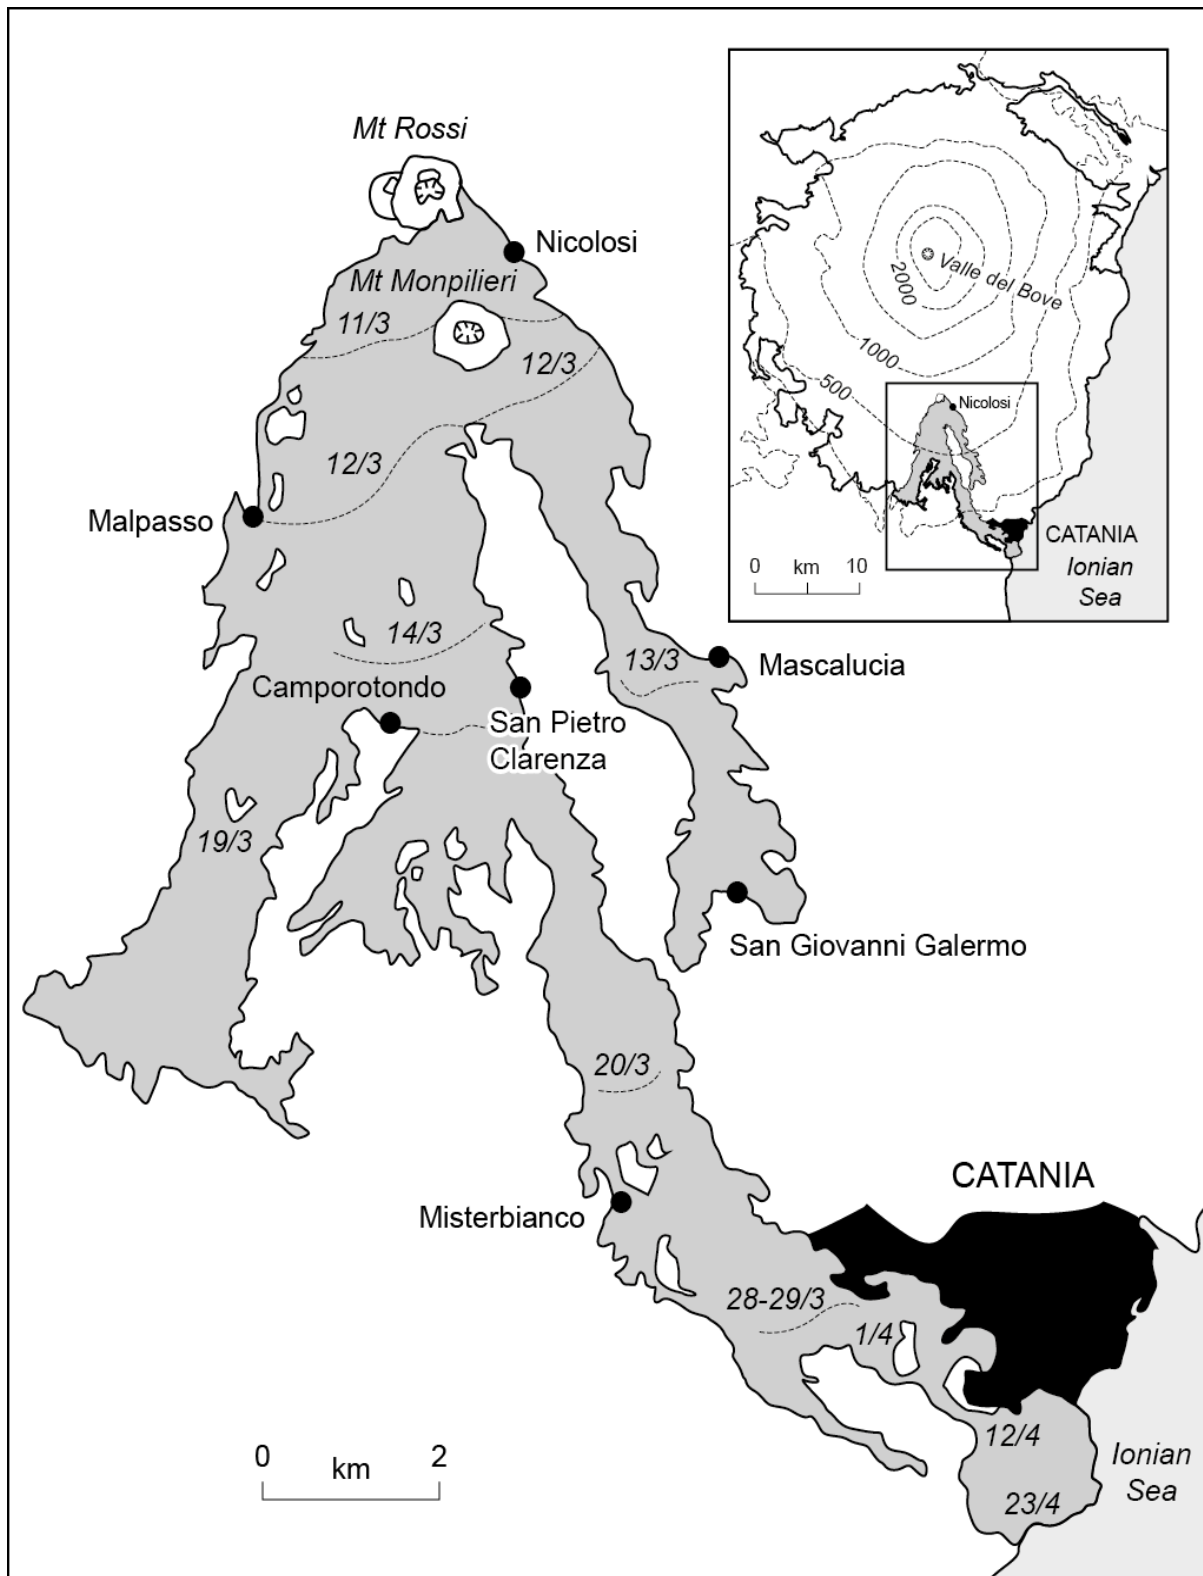 Mt Rossi
Nicolosi
Mt Monpilieri
11/3
12/3
12/3
Malpasso
14/3
13/3
Mascalucia
Camporotondo
San Pietro
Clarenza
19/3
San Giovanni Galermo
20/3
CATANIA
Misterbianco
28-29/3
1/4
12/4
23/4
Ionian
Sea
0 2
km
Valle del Bove
2000
1000
500
Nicolosi
CATANIA
Ionian
Sea
0 km 10